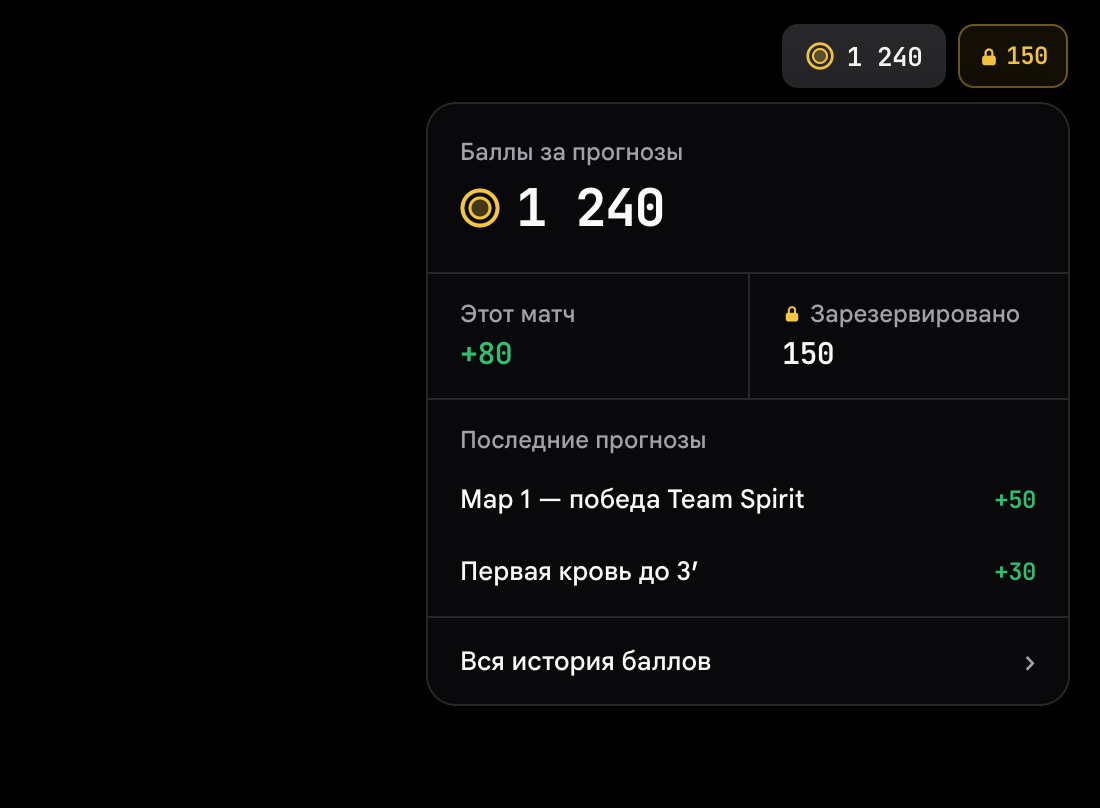 1 240
150
Баллы за прогнозы
1 240
Этот матч
+80
Зарезервировано
150
Последние прогнозы
Map 1 — победа Team Spirit
+50
Первая кровь до 3′
+30
Вся история баллов